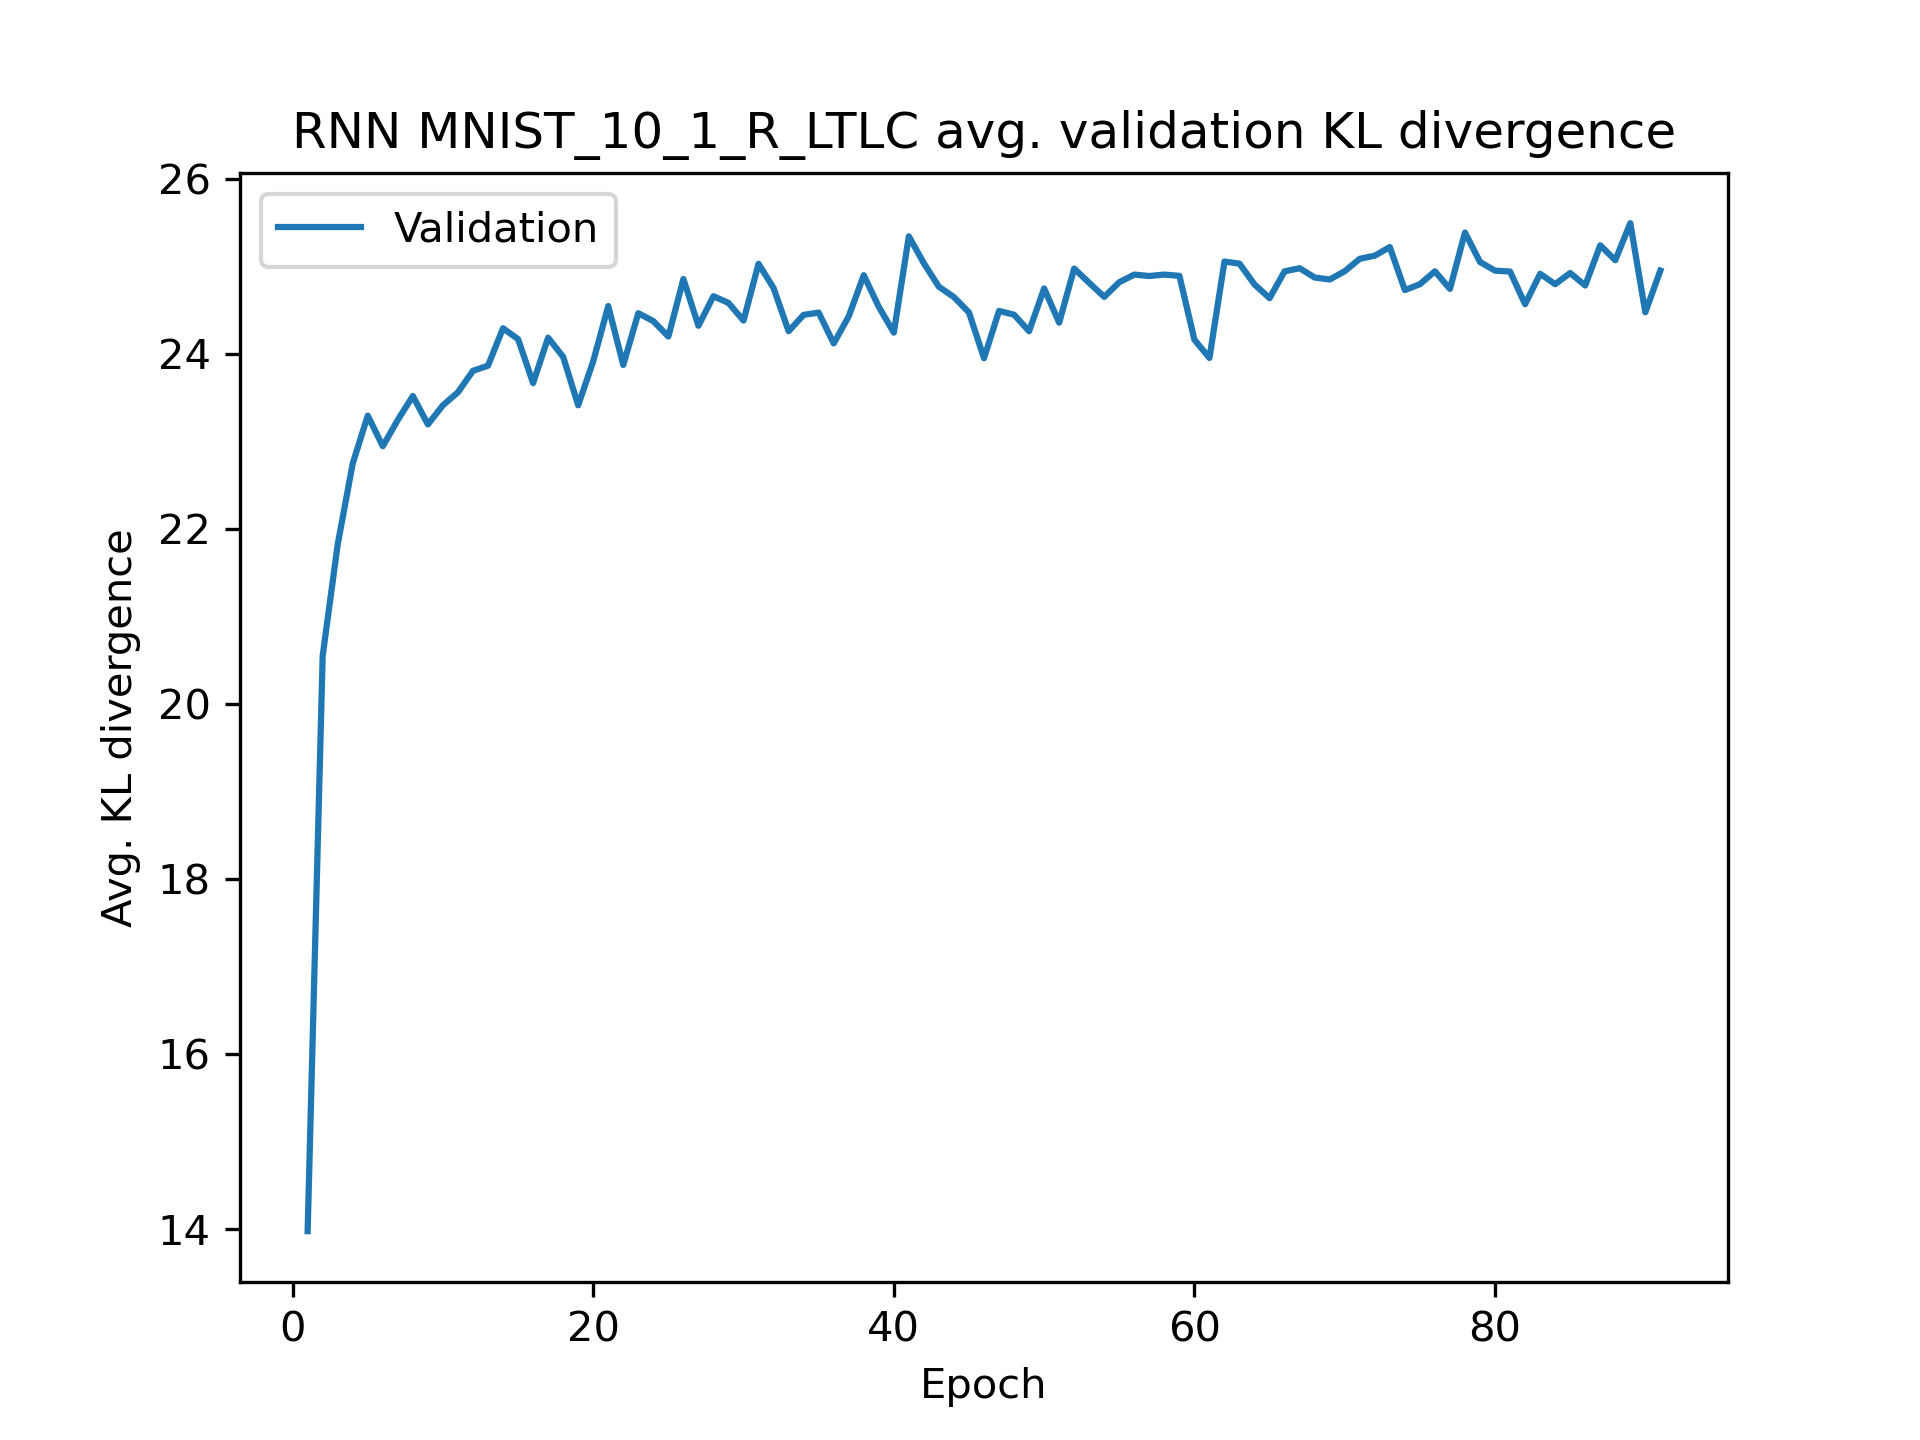 RNN MNIST_10_1_R_LTLC avg. validation KL divergence
Validation
Avg. KL divergence
26
24
22
20
18
16
14
0 20 40 60 80
Epoch